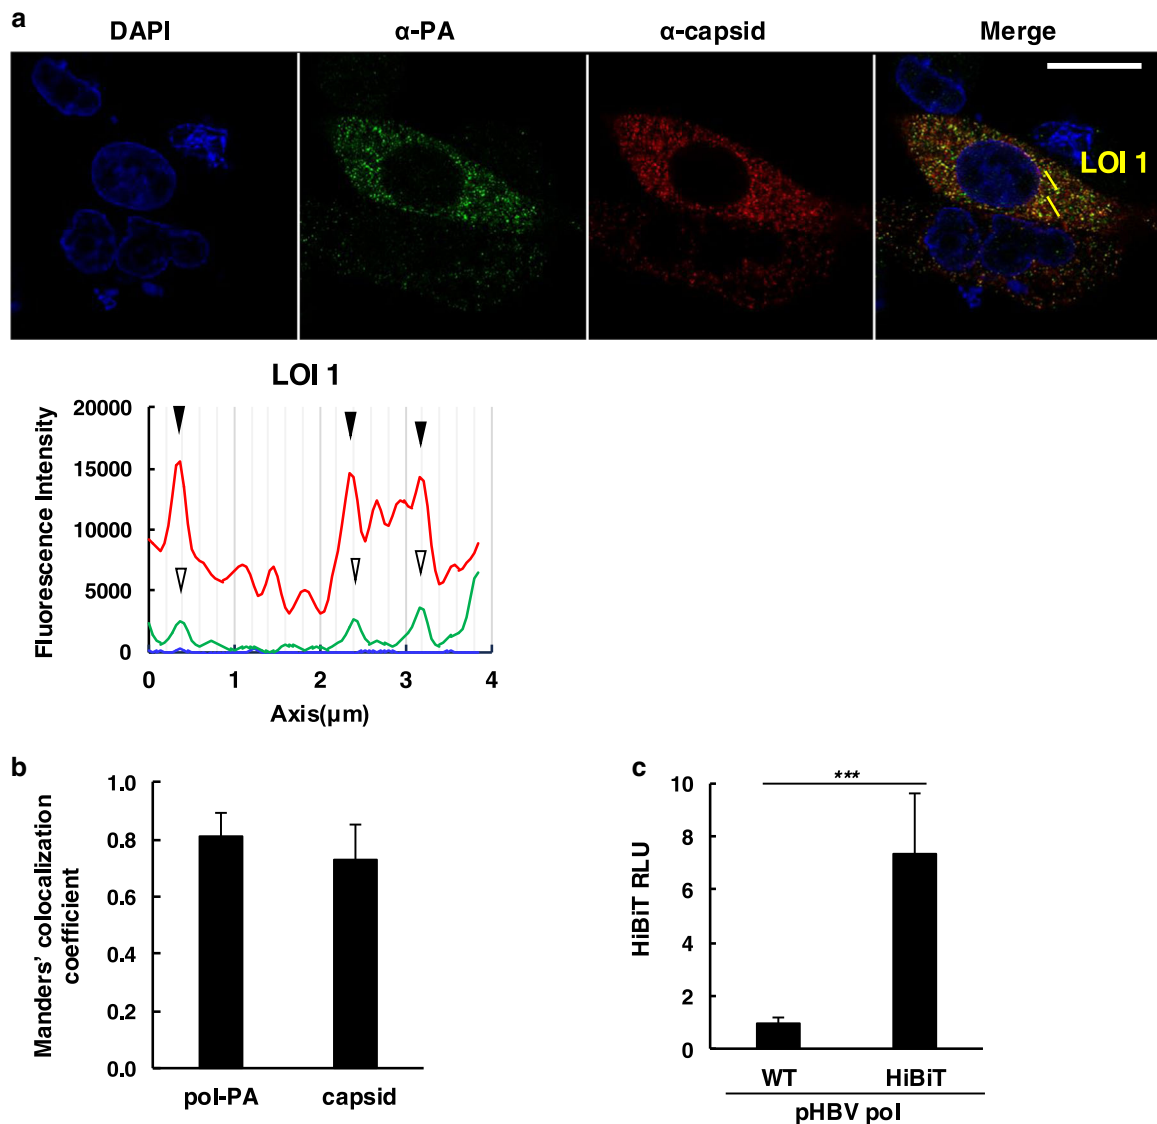 a
DAPI α-PA α-capsid Merge
LOI 1
LOI 1
Fluorescence Intensity
20000
15000
10000
5000
0
0 1 2 3 4
Axis(µm)
b
Manders' colocalization
coefficient
1.0
0.8
0.6
0.4
0.2
0.0
pol-PA capsid
c
HiBiT RLU
10
8
6
4
2
0
***
WT HiBiT
pHBV pol